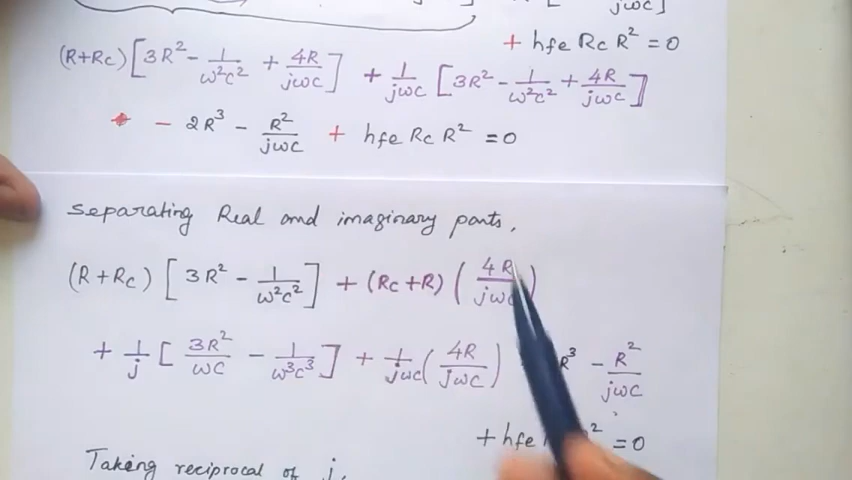 jωc ]
+ hfe Rc R² = 0
(R+Rc) [ 3R² - 1/ω²c² + 4R/jωc ] + 1/jωc [ 3R² - 1/ω²c² + 4R/jωc ]
- 2R³ - R²/jωc + hfe Rc R² = 0
Separating Real and imaginary parts,
(R+Rc) [ 3R² - 1/ω²c² ] + (Rc+R) ( 4R/jωc )
+ 1/j [ 3R²/ωc - 1/ω³c³ ] + 1/jωc ( 4R/jωc ) R³ - R²/jωc
+ hfe ² = 0
Taking reciprocal of j,